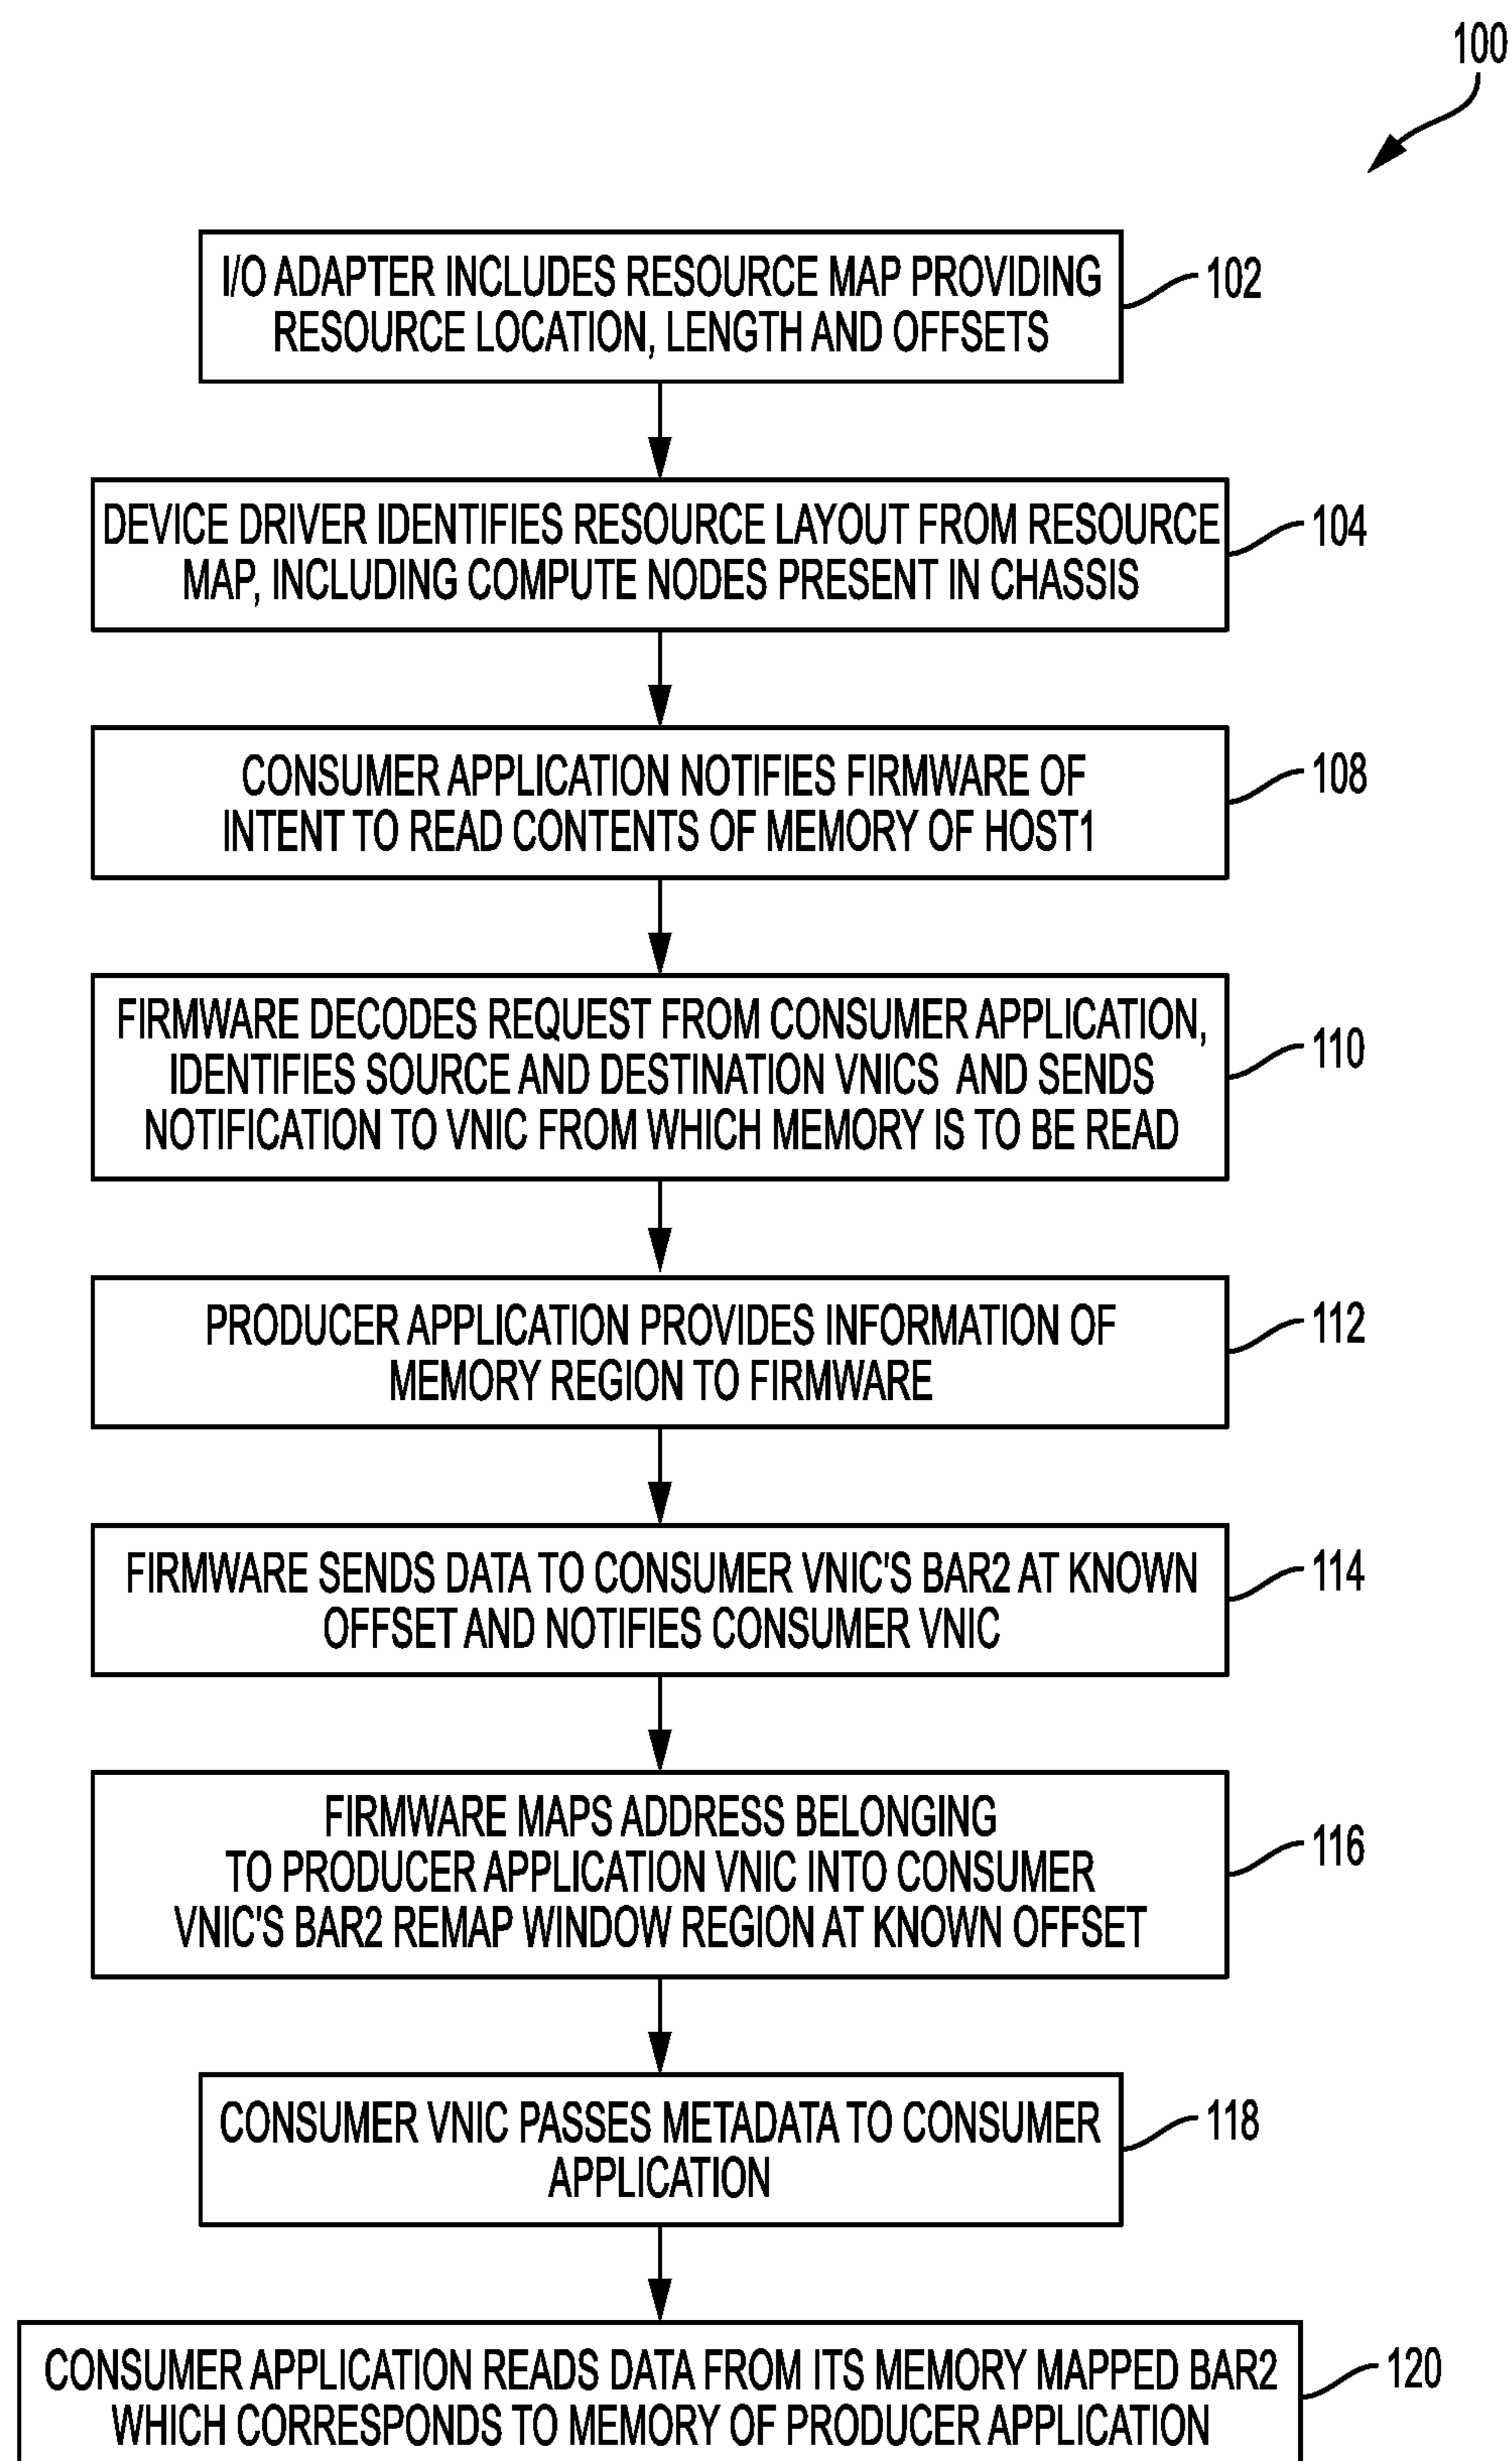 100
I/O ADAPTER INCLUDES RESOURCE MAP PROVIDING
RESOURCE LOCATION, LENGTH AND OFFSETS
102
DEVICE DRIVER IDENTIFIES RESOURCE LAYOUT FROM RESOURCE
MAP, INCLUDING COMPUTE NODES PRESENT IN CHASSIS
104
CONSUMER APPLICATION NOTIFIES FIRMWARE OF
INTENT TO READ CONTENTS OF MEMORY OF HOST1
108
FIRMWARE DECODES REQUEST FROM CONSUMER APPLICATION,
IDENTIFIES SOURCE AND DESTINATION VNICS AND SENDS
NOTIFICATION TO VNIC FROM WHICH MEMORY IS TO BE READ
110
PRODUCER APPLICATION PROVIDES INFORMATION OF
MEMORY REGION TO FIRMWARE
112
FIRMWARE SENDS DATA TO CONSUMER VNIC'S BAR2 AT KNOWN
OFFSET AND NOTIFIES CONSUMER VNIC
114
FIRMWARE MAPS ADDRESS BELONGING
TO PRODUCER APPLICATION VNIC INTO CONSUMER
VNIC'S BAR2 REMAP WINDOW REGION AT KNOWN OFFSET
116
CONSUMER VNIC PASSES METADATA TO CONSUMER
APPLICATION
118
CONSUMER APPLICATION READS DATA FROM ITS MEMORY MAPPED BAR2
WHICH CORRESPONDS TO MEMORY OF PRODUCER APPLICATION
120